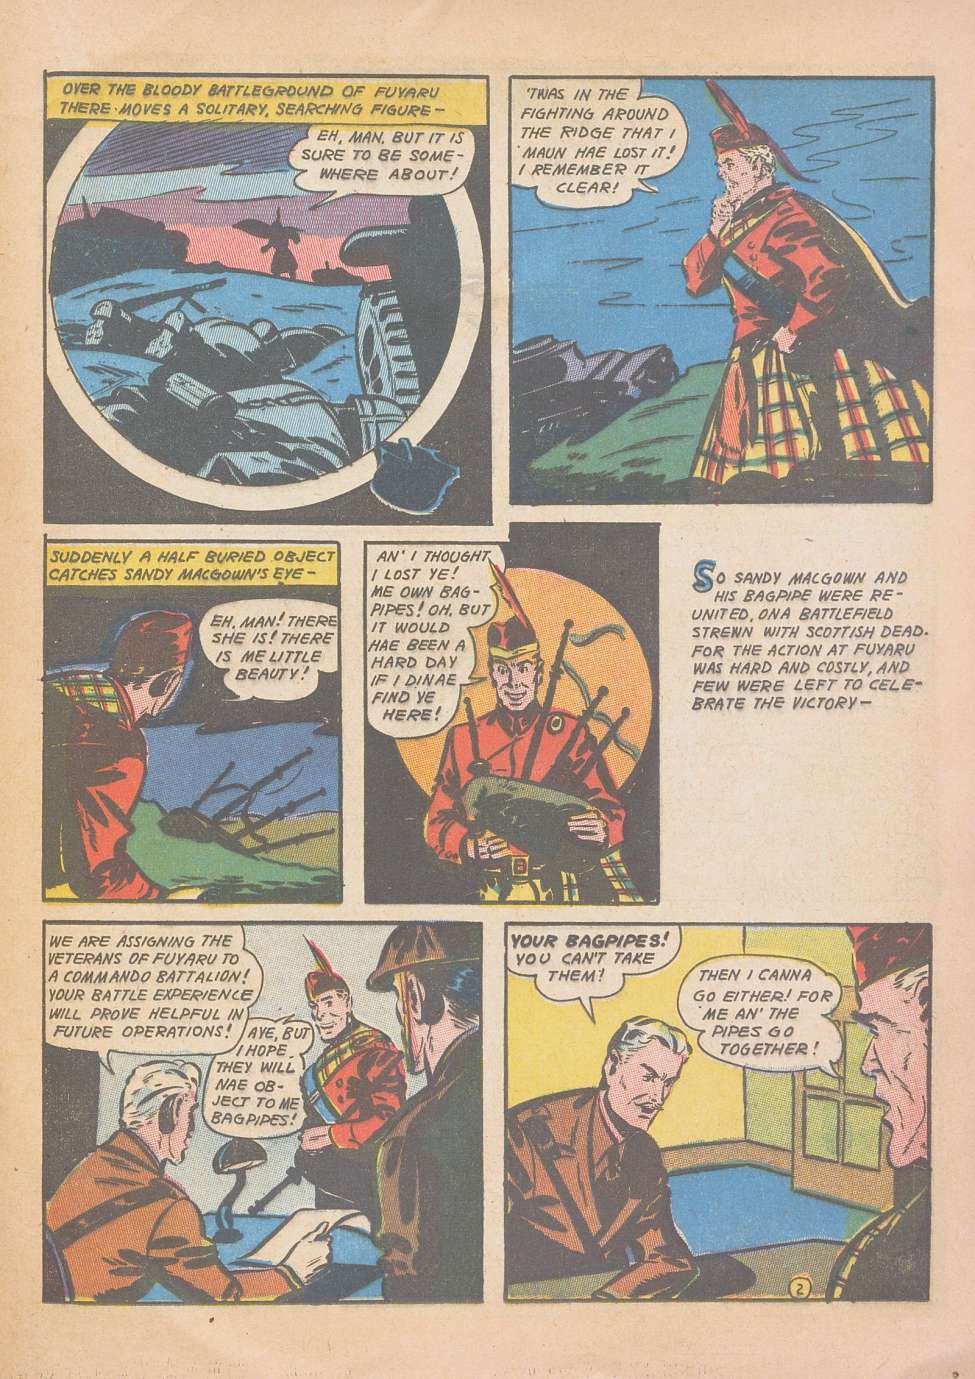 OVER THE BLOODY BATTLEGROUND OF FUYARU
THERE MOVES A SOLITARY, SEARCHING FIGURE—
EH, MAN, BUT IT IS
SURE TO BE SOME-
WHERE ABOUT!
'TWAS IN THE
FIGHTING AROUND
THE RIDGE THAT I
MAUN HAE LOST IT!
I REMEMBER IT
CLEAR!
SUDDENLY A HALF BURIED OBJECT
CATCHES SANDY MACGOWN'S EYE—
EH, MAN! THERE
SHE IS! THERE
IS ME LITTLE
BEAUTY!
AN' I THOUGHT
I LOST YE!
ME OWN BAG-
PIPES! OH, BUT
IT WOULD
HAE BEEN A
HARD DAY
IF I DINAE
FIND YE
HERE!
SO SANDY MACGOWN AND
HIS BAGPIPE WERE RE-
UNITED, ON A BATTLEFIELD
STREWN WITH SCOTTISH DEAD.
FOR THE ACTION AT FUYARU
WAS HARD AND COSTLY, AND
FEW WERE LEFT TO CELE-
BRATE THE VICTORY—
WE ARE ASSIGNING THE
VETERANS OF FUYARU TO
A COMMANDO BATTALION!
YOUR BATTLE EXPERIENCE
WILL PROVE HELPFUL IN
FUTURE OPERATIONS!
AYE, BUT
I HOPE
THEY WILL
NAE OB-
JECT TO ME
BAGPIPES!
YOUR BAGPIPES!
YOU CAN'T TAKE
THEM?
THEN I CANNA
GO EITHER! FOR
ME AN' THE
PIPES GO
TOGETHER!
2